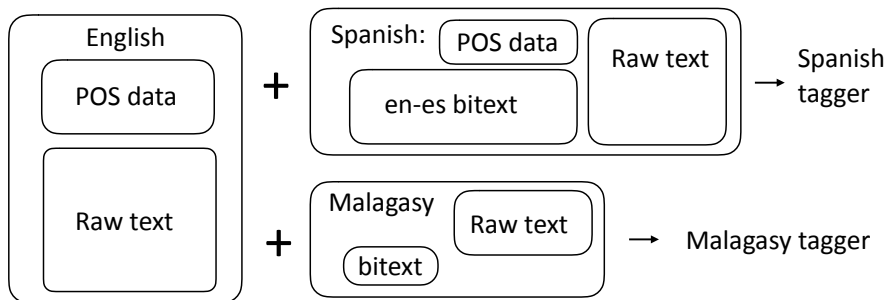 English
POS data
Raw text
+
Spanish:
POS data
en-es bitext
Raw text
Spanish
tagger
+
Malagasy
Raw text
bitext
Malagasy tagger